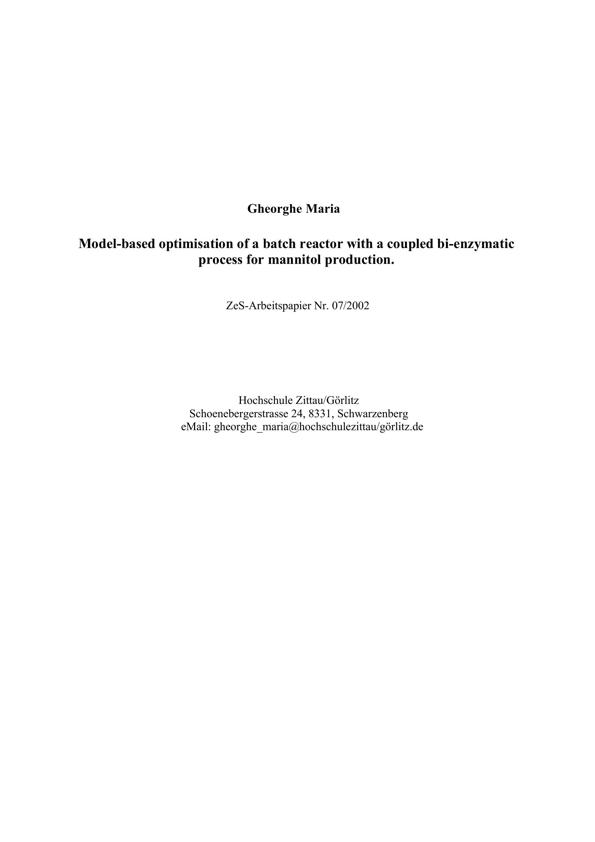 Gheorghe Maria
Model-based optimisation of a batch reactor with a coupled bi-enzymatic
process for mannitol production.
ZeS-Arbeitspapier Nr. 07/2002
Hochschule Zittau/Görlitz
Schoenebergerstrasse 24, 8331, Schwarzenberg
eMail: gheorghe_maria@hochschulezittau/görlitz.de